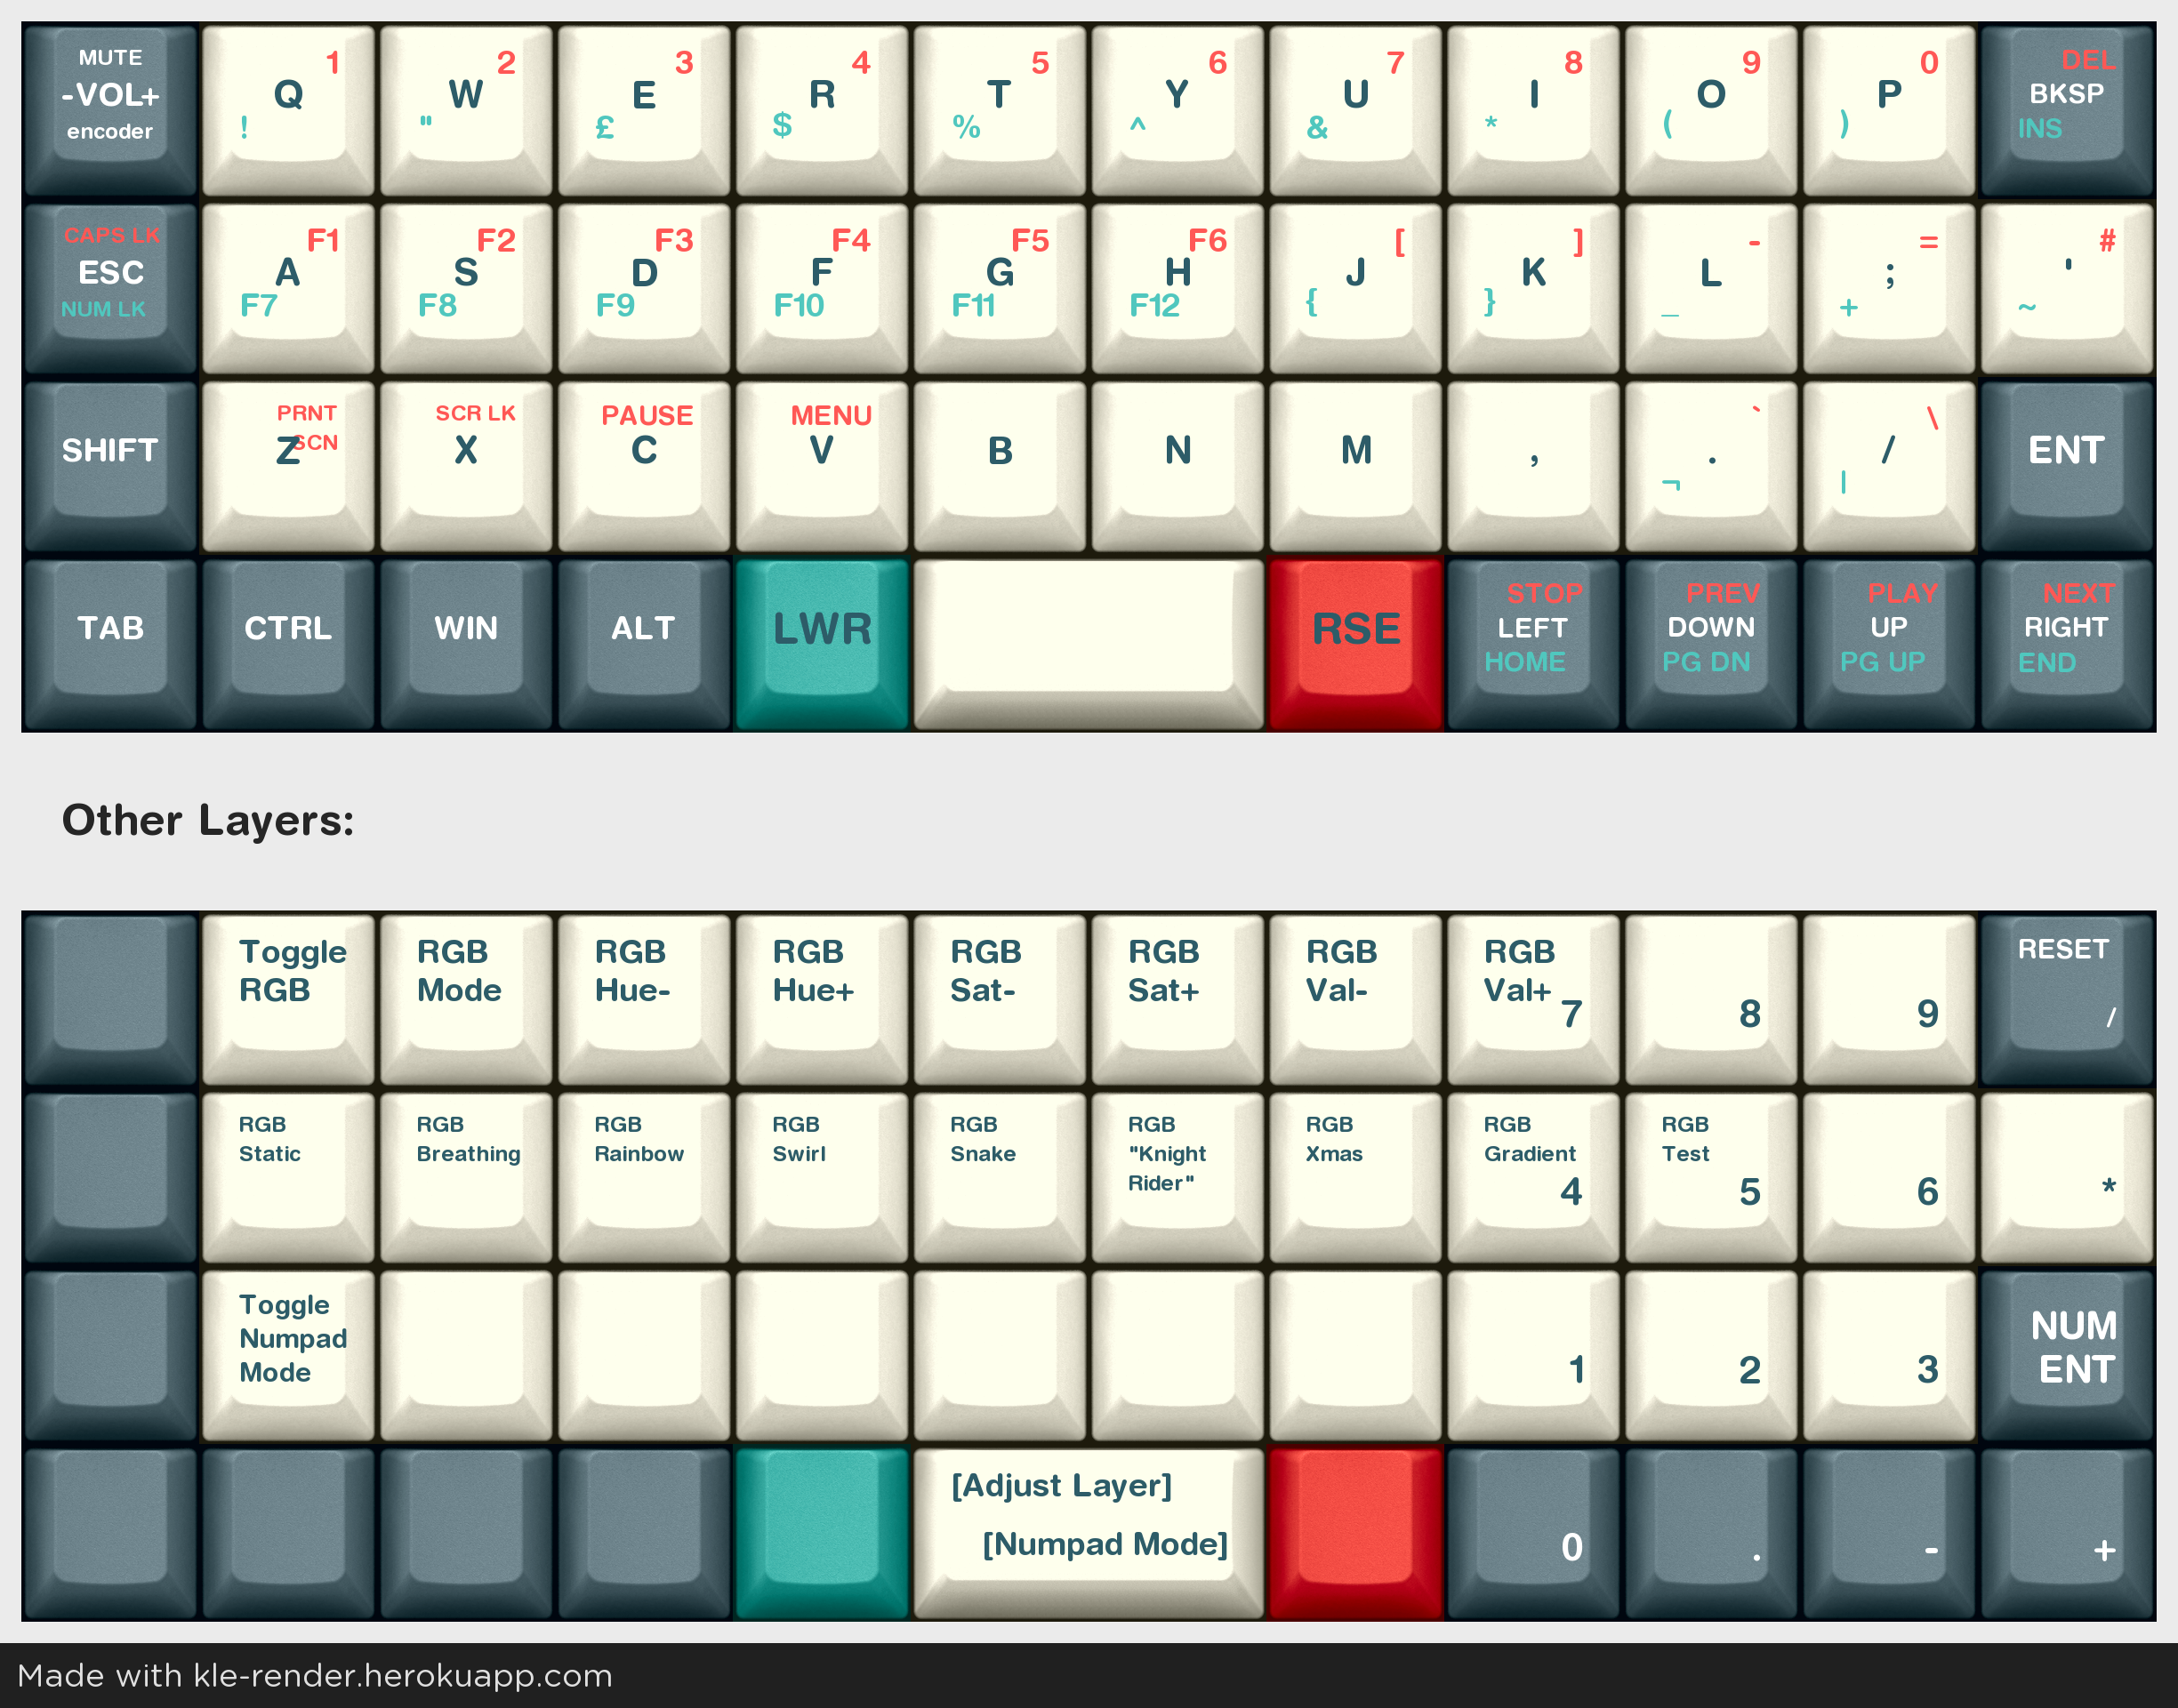 MUTE
-VOL+
encoder
1
Q
!
2
W
"
3
E
£
4
R
$
5
T
%
6
Y
^
7
U
&
8
I
*
9
O
(
0
P
)
DEL
BKSP
INS
CAPS LK
ESC
NUM LK
F1
A
F7
F2
S
F8
F3
D
F9
F4
F
F10
F5
G
F11
F6
H
F12
[
J
{
]
K
}
-
L
_
=
;
+
#
'
~
SHIFT
PRNT
SCN
Z
SCR LK
X
PAUSE
C
MENU
V
B
N
M
,
`
.
¬
\
/
|
ENT
TAB
CTRL
WIN
ALT
LWR
RSE
STOP
LEFT
HOME
PREV
DOWN
PG DN
PLAY
UP
PG UP
NEXT
RIGHT
END
Other Layers:
Toggle
RGB
RGB
Mode
RGB
Hue-
RGB
Hue+
RGB
Sat-
RGB
Sat+
RGB
Val-
RGB
Val+
7
8
9
RESET
/
RGB
Static
RGB
Breathing
RGB
Rainbow
RGB
Swirl
RGB
Snake
RGB
"Knight
Rider"
RGB
Xmas
RGB
Gradient
4
RGB
Test
5
6
*
Toggle
Numpad
Mode
1
2
3
NUM
ENT
[Adjust Layer]
[Numpad Mode]
0
.
-
+
Made with kle-render.herokuapp.com